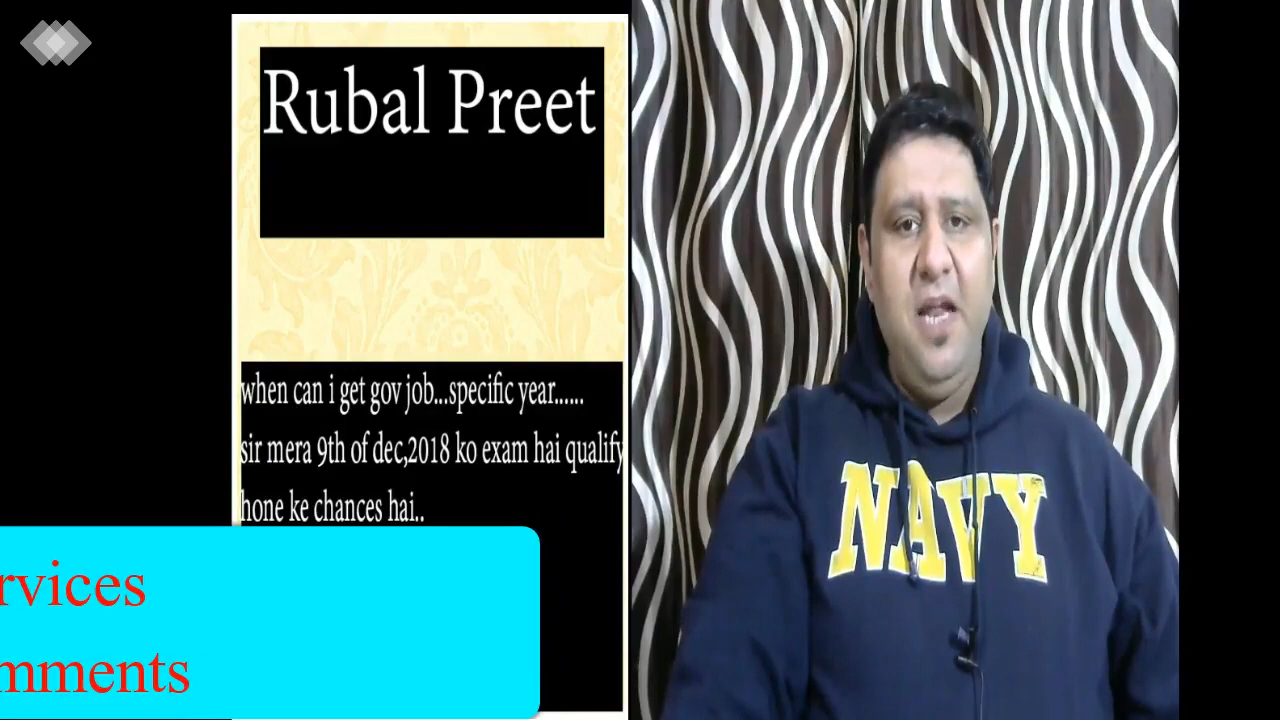 Rubal Preet
when can i get gov job...specific year......
sir mera 9th of dec,2018 ko exam hai qualify
hone ke chances hai..
rvices
mments
NAVY